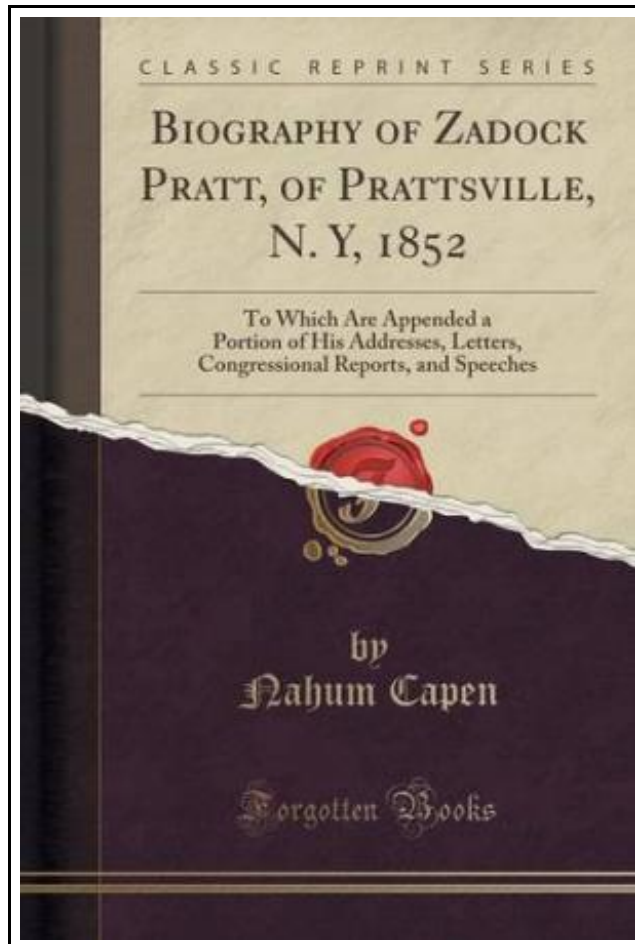 CLASSIC REPRINT SERIES
BIOGRAPHY OF ZADOCK
PRATT, OF PRATTSVILLE,
N. Y, 1852
To Which Are Appended a
Portion of His Addresses, Letters,
Congressional Reports, and Speeches
by
Nahum Capen
Forgotten Books